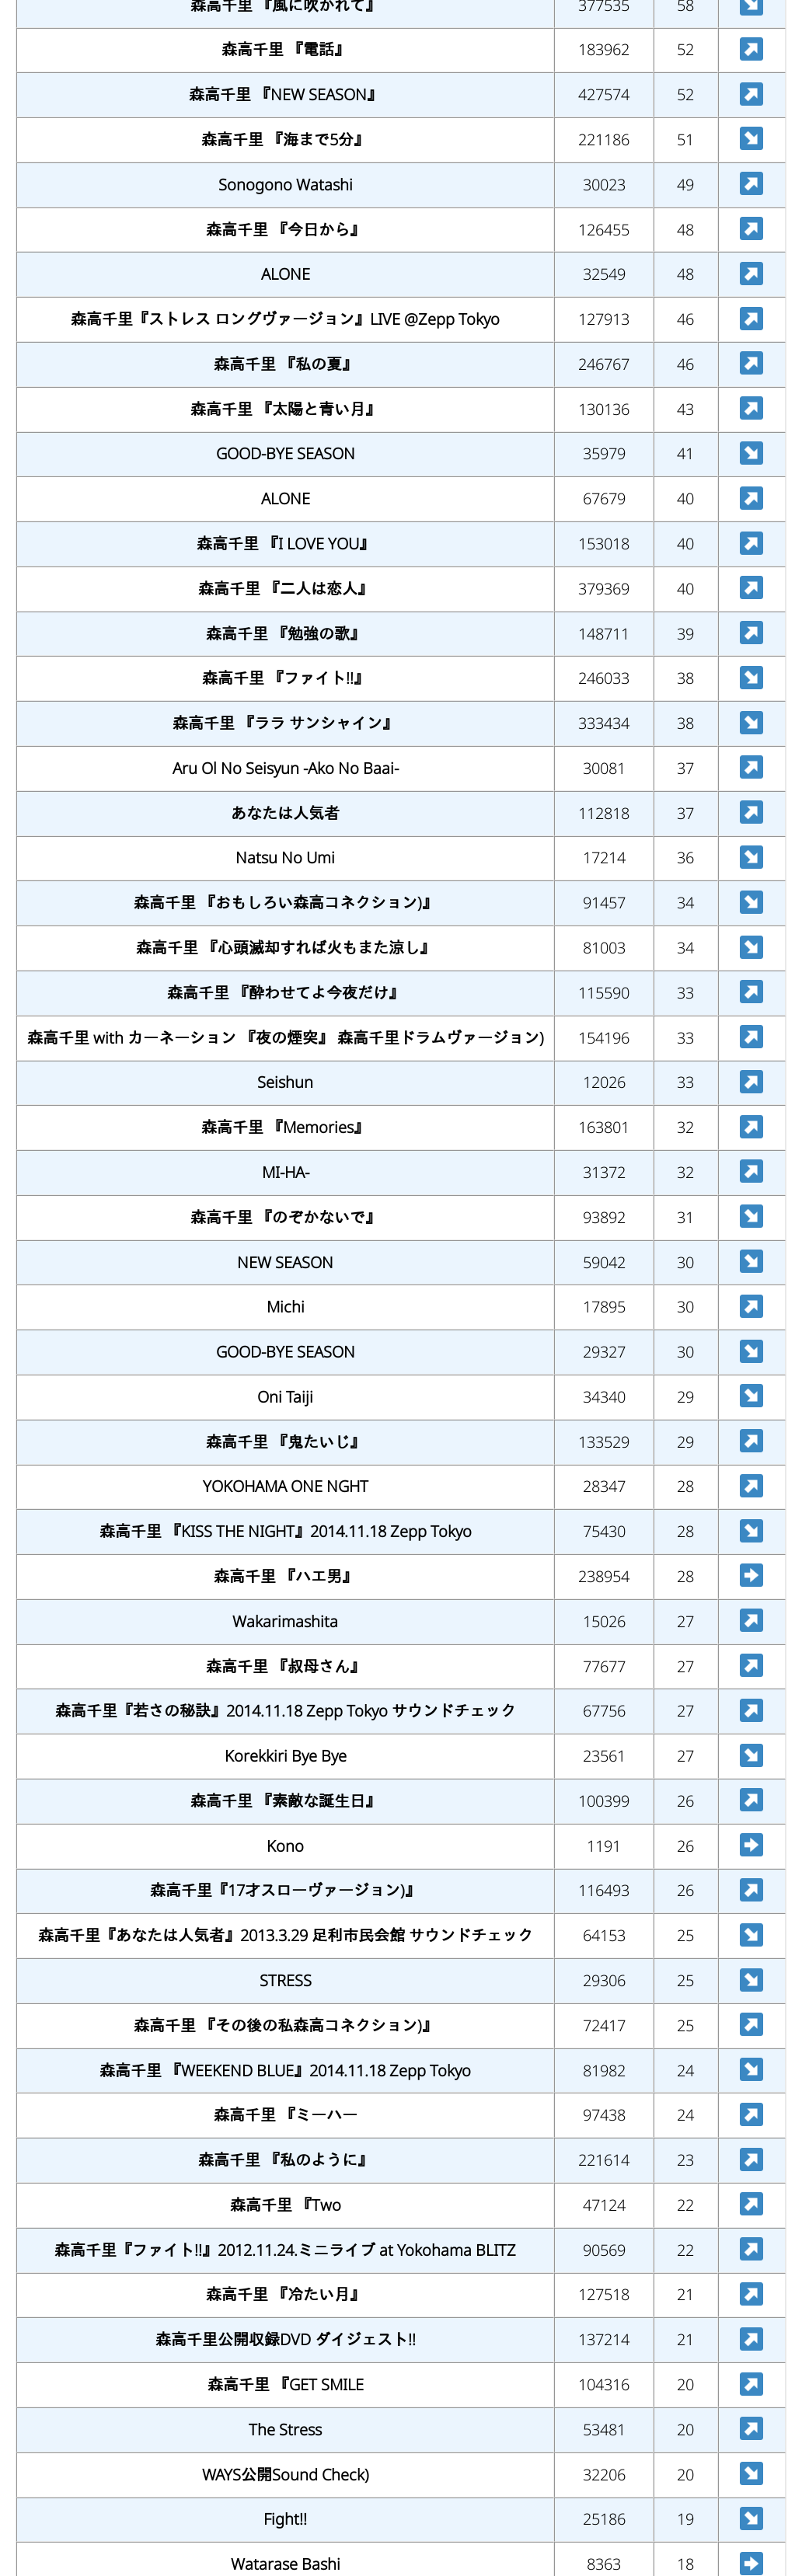 森高千里 『風に吹かれて』 377535 58
森高千里 『電話』 183962 52
森高千里 『NEW SEASON』 427574 52
森高千里 『海まで5分』 221186 51
Sonogono Watashi 30023 49
森高千里 『今日から』 126455 48
ALONE 32549 48
森高千里『ストレス ロングヴァージョン』LIVE @Zepp Tokyo 127913 46
森高千里 『私の夏』 246767 46
森高千里 『太陽と青い月』 130136 43
GOOD-BYE SEASON 35979 41
ALONE 67679 40
森高千里 『I LOVE YOU』 153018 40
森高千里 『二人は恋人』 379369 40
森高千里 『勉強の歌』 148711 39
森高千里 『ファイト!!』 246033 38
森高千里 『ララ サンシャイン』 333434 38
Aru Ol No Seisyun -Ako No Baai- 30081 37
あなたは人気者 112818 37
Natsu No Umi 17214 36
森高千里 『おもしろい森高コネクション)』 91457 34
森高千里 『心頭滅却すれば火もまた涼し』 81003 34
森高千里 『酔わせてよ今夜だけ』 115590 33
森高千里 with カーネーション 『夜の煙突』 森高千里ドラムヴァージョン) 154196 33
Seishun 12026 33
森高千里 『Memories』 163801 32
MI-HA- 31372 32
森高千里 『のぞかないで』 93892 31
NEW SEASON 59042 30
Michi 17895 30
GOOD-BYE SEASON 29327 30
Oni Taiji 34340 29
森高千里 『鬼たいじ』 133529 29
YOKOHAMA ONE NGHT 28347 28
森高千里 『KISS THE NIGHT』2014.11.18 Zepp Tokyo 75430 28
森高千里 『ハエ男』 238954 28
Wakarimashita 15026 27
森高千里 『叔母さん』 77677 27
森高千里『若さの秘訣』2014.11.18 Zepp Tokyo サウンドチェック 67756 27
Korekkiri Bye Bye 23561 27
森高千里 『素敵な誕生日』 100399 26
Kono 1191 26
森高千里『17才スローヴァージョン)』 116493 26
森高千里『あなたは人気者』2013.3.29 足利市民会館 サウンドチェック 64153 25
STRESS 29306 25
森高千里 『その後の私森高コネクション)』 72417 25
森高千里 『WEEKEND BLUE』2014.11.18 Zepp Tokyo 81982 24
森高千里 『ミーハー 97438 24
森高千里 『私のように』 221614 23
森高千里 『Two 47124 22
森高千里『ファイト!!』2012.11.24.ミニライブ at Yokohama BLITZ 90569 22
森高千里 『冷たい月』 127518 21
森高千里公開収録DVD ダイジェスト!! 137214 21
森高千里 『GET SMILE 104316 20
The Stress 53481 20
WAYS公開Sound Check) 32206 20
Fight!! 25186 19
Watarase Bashi 8363 18